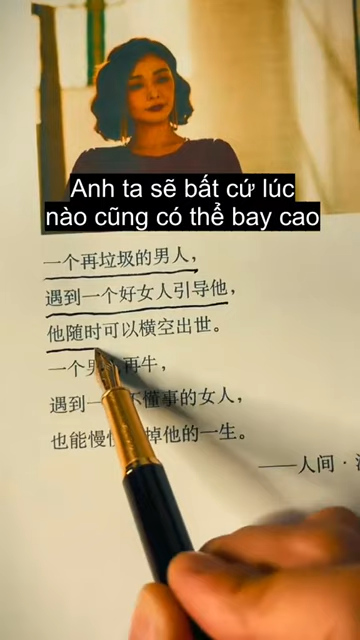 Anh ta sẽ bất cứ lúc
nào cũng có thể bay cao
一个再垃圾的男人，
遇到一个好女人引导他，
他随时可以横空出世。
一个男 再牛，
遇到一 不懂事的女人，
也能慢 掉他的一生。
——人间·